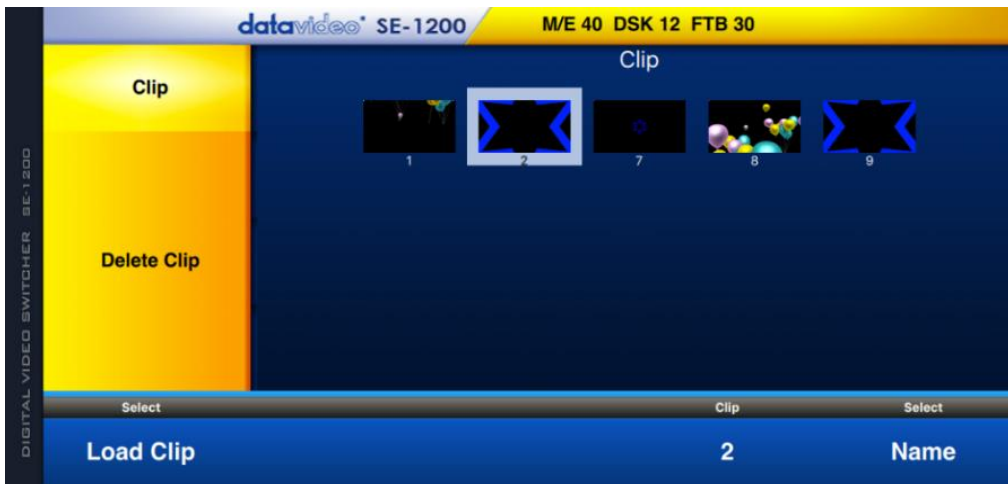 datavideo® SE-1200
M/E 40 DSK 12 FTB 30
Clip
Clip
1
2
7
8
9
Delete Clip
DIGITAL VIDEO SWITCHER SE-1200
Select
Clip
Select
Load Clip
2
Name